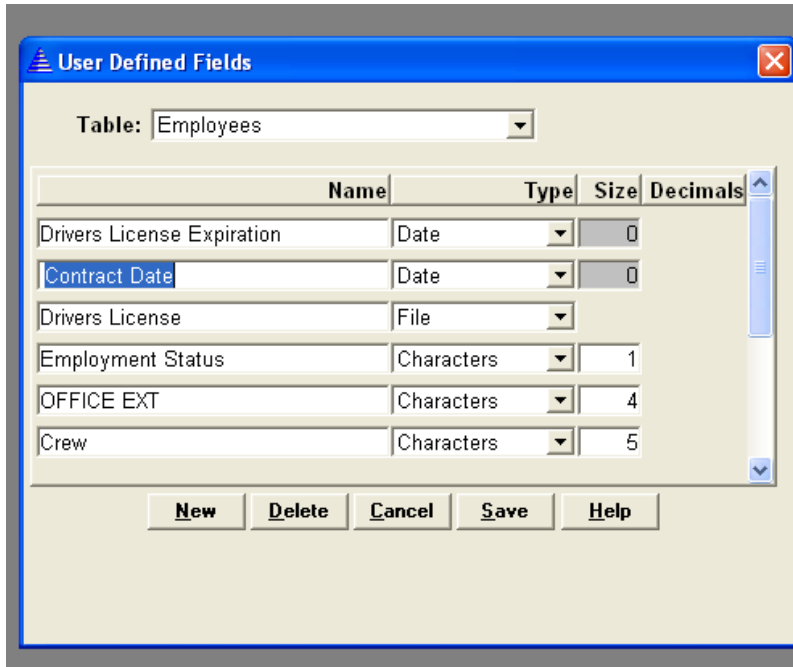 User Defined Fields
Table: Employees
Name Type Size Decimals
Drivers License Expiration Date 0
Contract Date Date 0
Drivers License File
Employment Status Characters 1
OFFICE EXT Characters 4
Crew Characters 5
New Delete Cancel Save Help